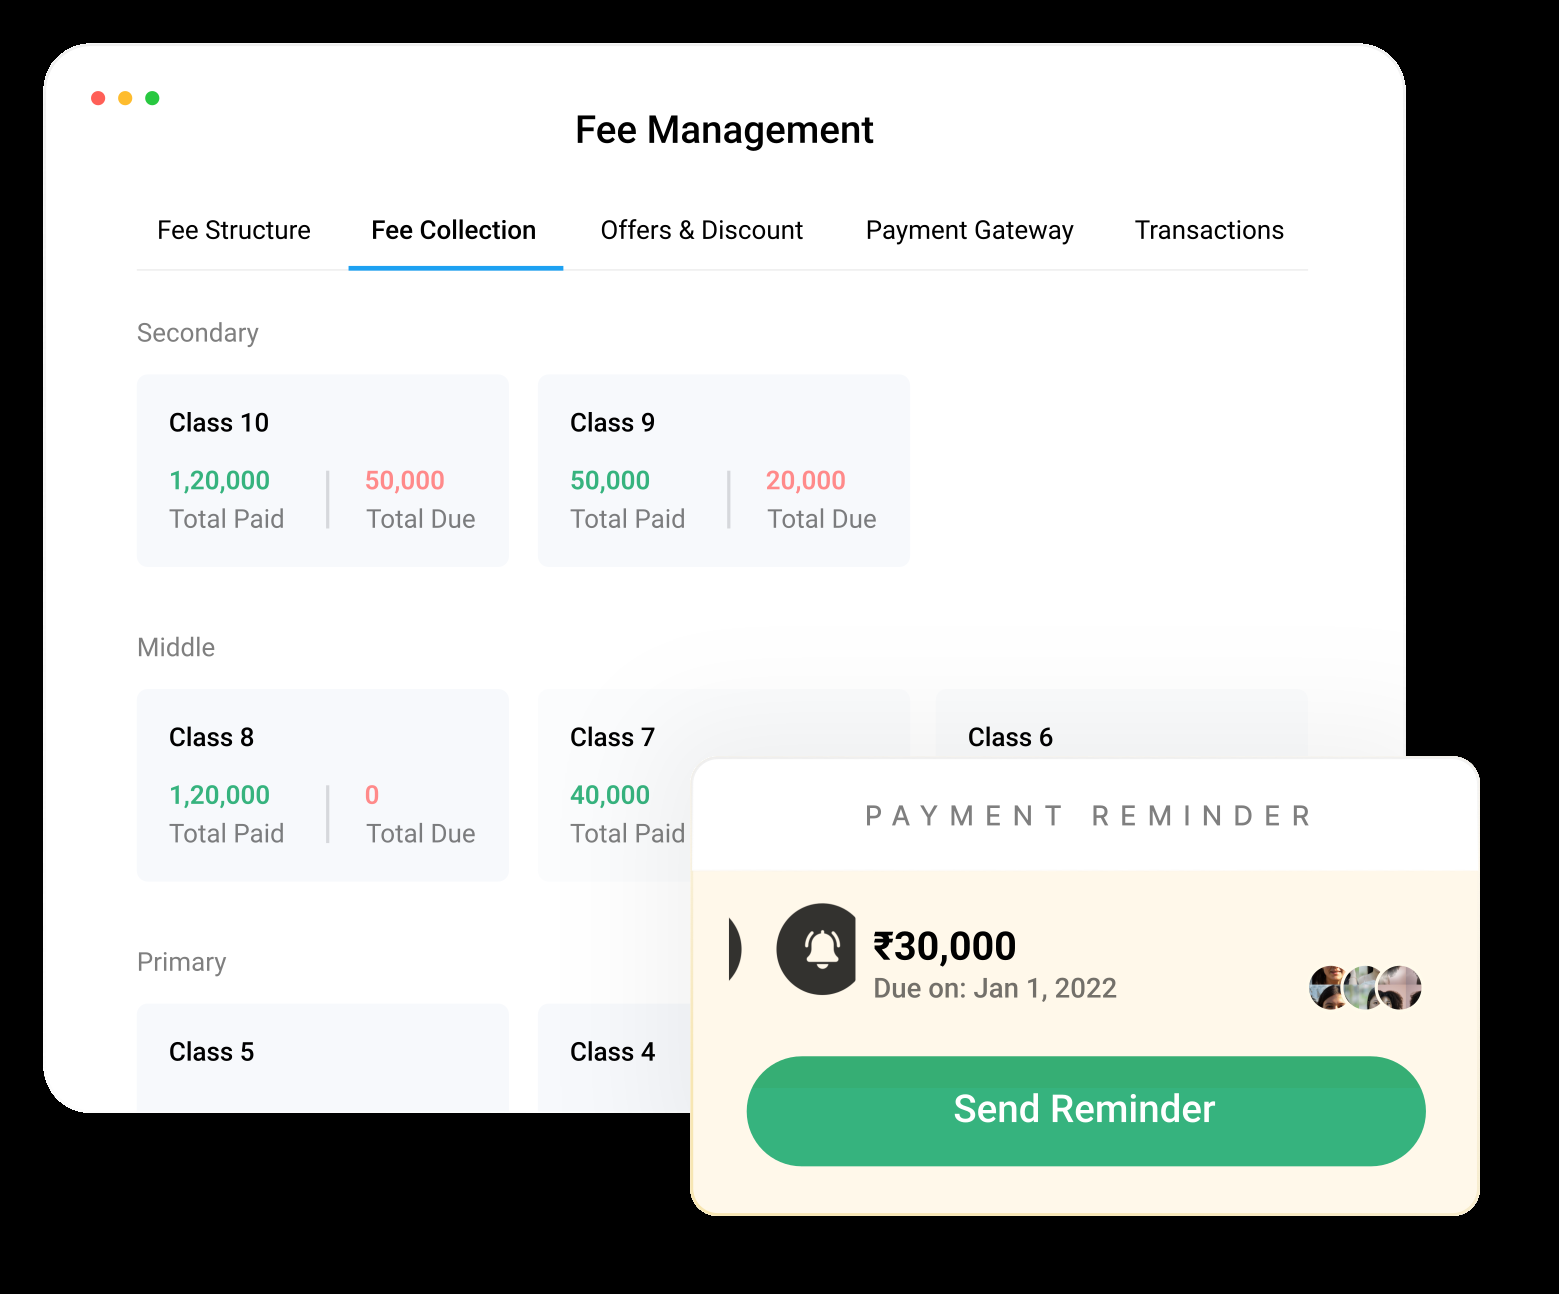 Fee Management
Fee Structure Fee Collection Offers & Discount Payment Gateway Transactions
Secondary
Class 10 Class 9
1,20,000 50,000 50,000 20,000
Total Paid Total Due Total Paid Total Due
Middle
Class 8 Class 7 Class 6
1,20,000 0 40,000
Total Paid Total Due Total Paid
Primary
Class 5 Class 4
PAYMENT REMINDER
₹30,000
Due on: Jan 1, 2022
Send Reminder